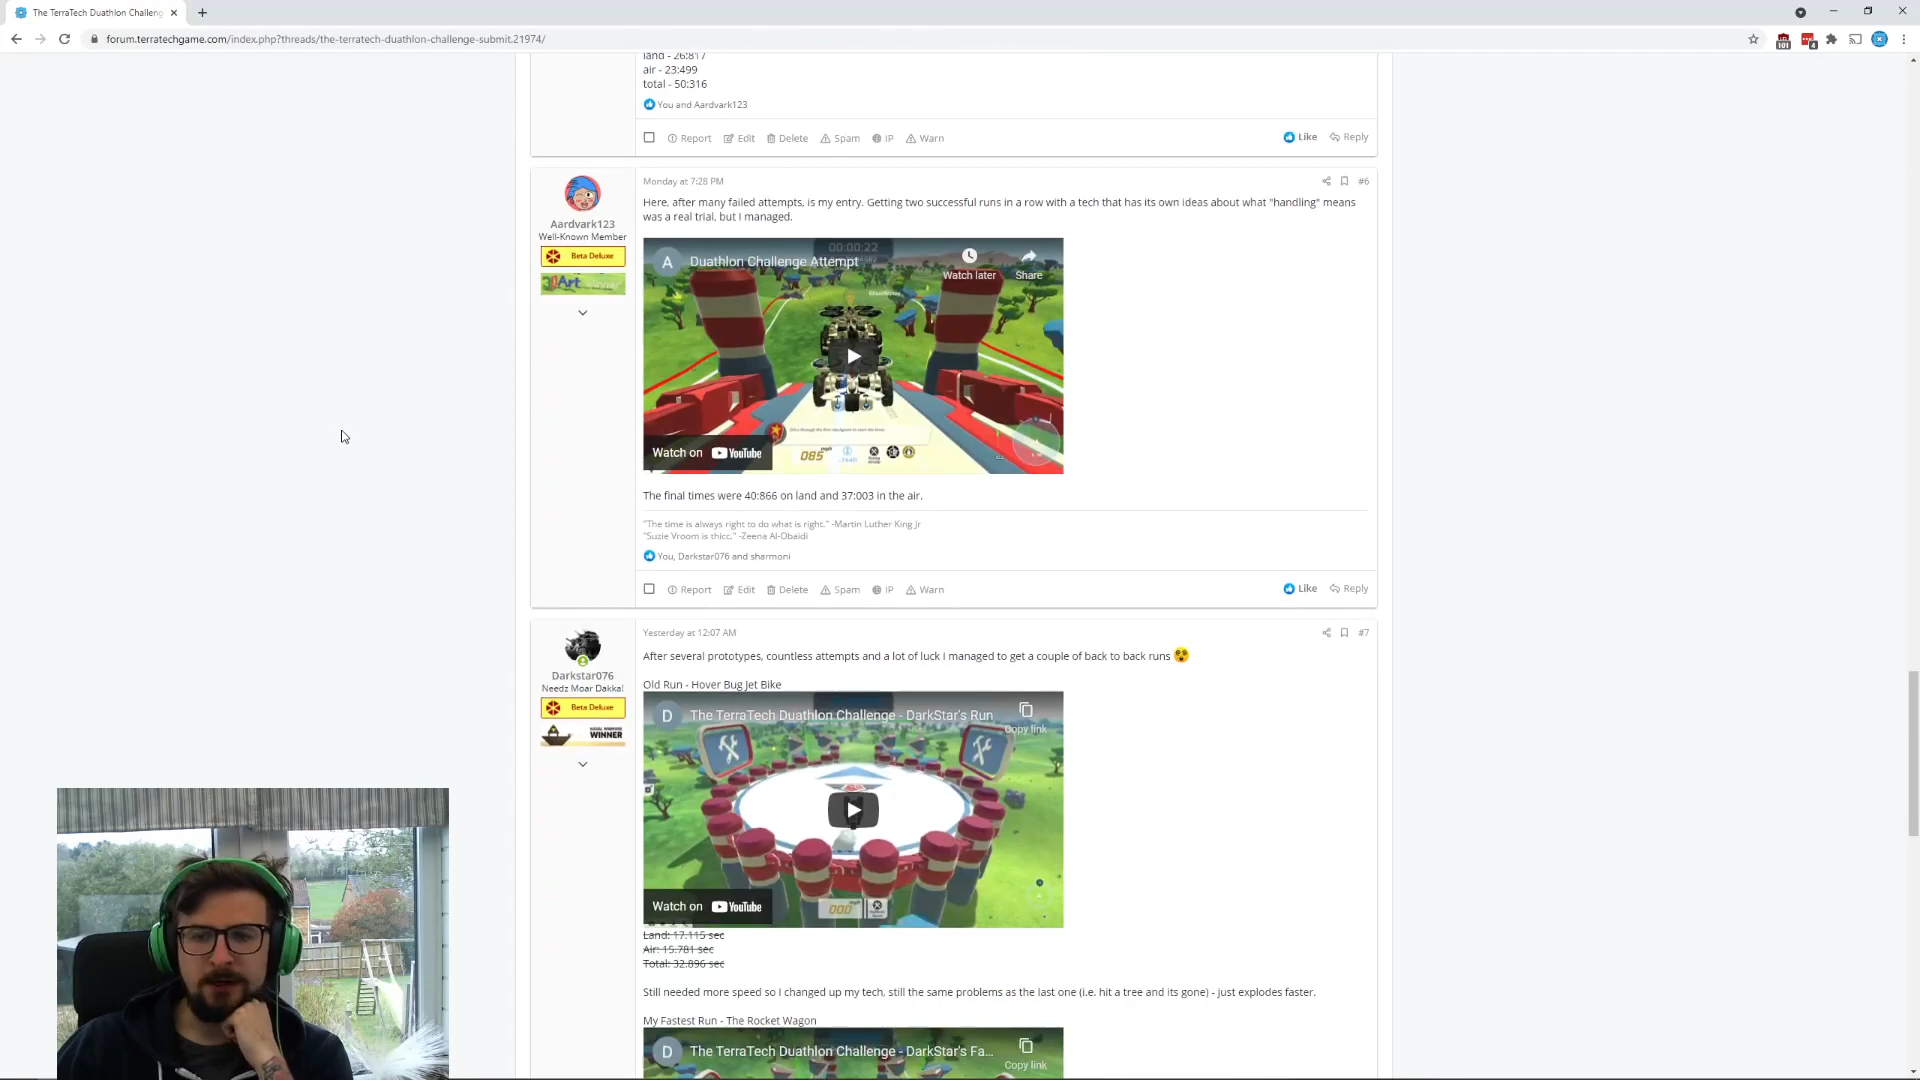 The TerraTech Duathlon Challeng
forum.terratechgame.com/index.php?threads/the-terratech-duathlon-challenge-submit.21974/
101
4
land - 26:817
air - 23:499
total - 50:316
You and Aardvark123
Report Edit Delete Spam IP Warn
Like Reply
Aardvark123
Well-Known Member
Beta Deluxe
Monday at 7:28 PM
#6
Here, after many failed attempts, is my entry. Getting two successful runs in a row with a tech that has its own ideas about what "handling" means
was a real trial, but I managed.
00:00:22
A Duathlon Challenge Attempt
Watch later
Share
085 mph
Watch on YouTube
The final times were 40:866 on land and 37:003 in the air.
"The time is always right to do what is right." -Martin Luther King Jr
"Suzie Vroom is thicc." -Zeena Al-Obaidi
You, Darkstar076 and sharmoni
Report Edit Delete Spam IP Warn
Like Reply
Darkstar076
Needz Moar Dakka!
Beta Deluxe
WINNER
Yesterday at 12:07 AM
#7
After several prototypes, countless attempts and a lot of luck I managed to get a couple of back to back runs
Old Run - Hover Bug Jet Bike
D The TerraTech Duathlon Challenge - DarkStar's Run
Copy link
000
Watch on YouTube
Land: 17.115 sec
Air: 15.781 sec
Total: 32.896 sec
Still needed more speed so I changed up my tech, still the same problems as the last one (i.e. hit a tree and its gone) - just explodes faster.
My Fastest Run - The Rocket Wagon
D The TerraTech Duathlon Challenge - DarkStar's Fa...
Copy link